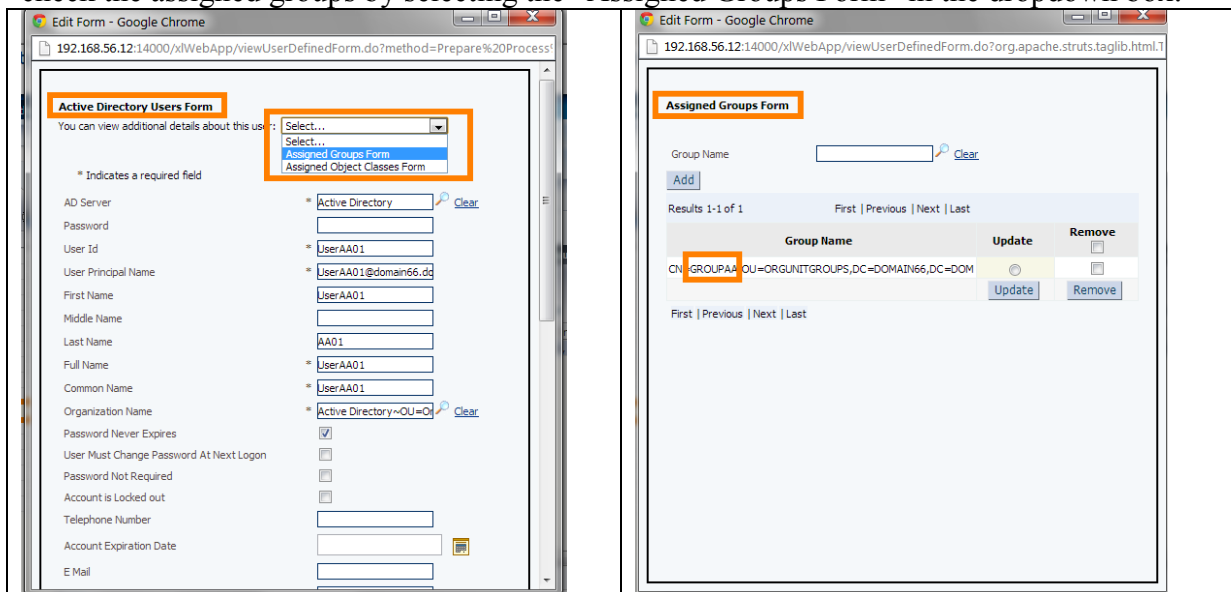 check the assigned groups by selecting the "Assigned Groups Form" in the dropdown box.
Edit Form - Google Chrome
192.168.56.12:14000/xlWebApp/viewUserDefinedForm.do?method=Prepare%20Process
Active Directory Users Form
You can view additional details about this user: Select...
Select...
Assigned Groups Form
Assigned Object Classes Form
* Indicates a required field
AD Server * Active Directory Clear
Password
User Id * UserAA01
User Principal Name * UserAA01@domain66.do
First Name UserAA01
Middle Name
Last Name AA01
Full Name * UserAA01
Common Name * UserAA01
Organization Name * Active Directory~OU=Or Clear
Password Never Expires
User Must Change Password At Next Logon
Password Not Required
Account is Locked out
Telephone Number
Account Expiration Date
E Mail
Edit Form - Google Chrome
192.168.56.12:14000/xlWebApp/viewUserDefinedForm.do?org.apache.struts.taglib.html.T
Assigned Groups Form
Group Name Clear
Add
Results 1-1 of 1 First | Previous | Next | Last
Group Name Update Remove
CN=GROUPAA,OU=ORGUNITGROUPS,DC=DOMAIN66,DC=DOM
Update Remove
First | Previous | Next | Last